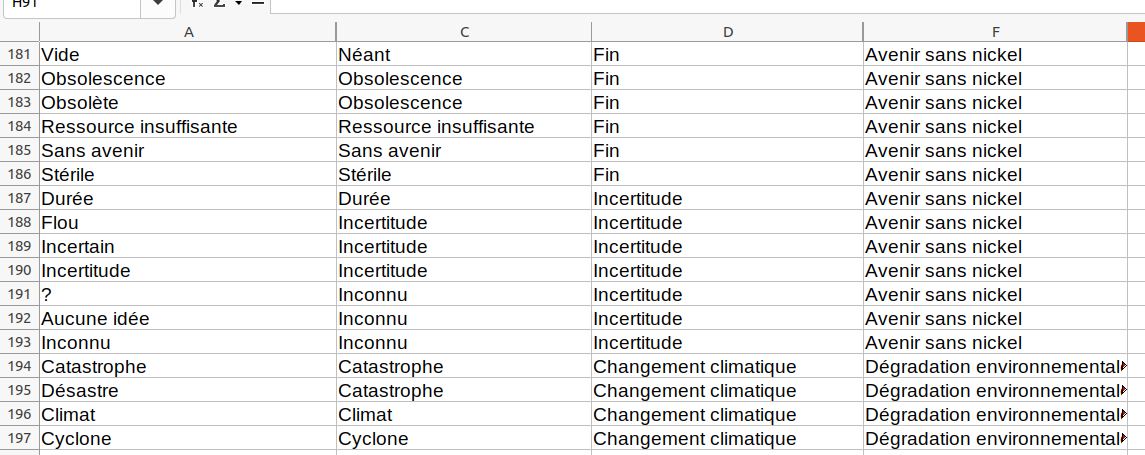 H91
A C D F
181 Vide Néant Fin Avenir sans nickel
182 Obsolescence Obsolescence Fin Avenir sans nickel
183 Obsolète Obsolescence Fin Avenir sans nickel
184 Ressource insuffisante Ressource insuffisante Fin Avenir sans nickel
185 Sans avenir Sans avenir Fin Avenir sans nickel
186 Stérile Stérile Fin Avenir sans nickel
187 Durée Durée Incertitude Avenir sans nickel
188 Flou Incertitude Incertitude Avenir sans nickel
189 Incertain Incertitude Incertitude Avenir sans nickel
190 Incertitude Incertitude Incertitude Avenir sans nickel
191 ? Inconnu Incertitude Avenir sans nickel
192 Aucune idée Inconnu Incertitude Avenir sans nickel
193 Inconnu Inconnu Incertitude Avenir sans nickel
194 Catastrophe Catastrophe Changement climatique Dégradation environnemental
195 Désastre Catastrophe Changement climatique Dégradation environnemental
196 Climat Climat Changement climatique Dégradation environnemental
197 Cyclone Cyclone Changement climatique Dégradation environnemental